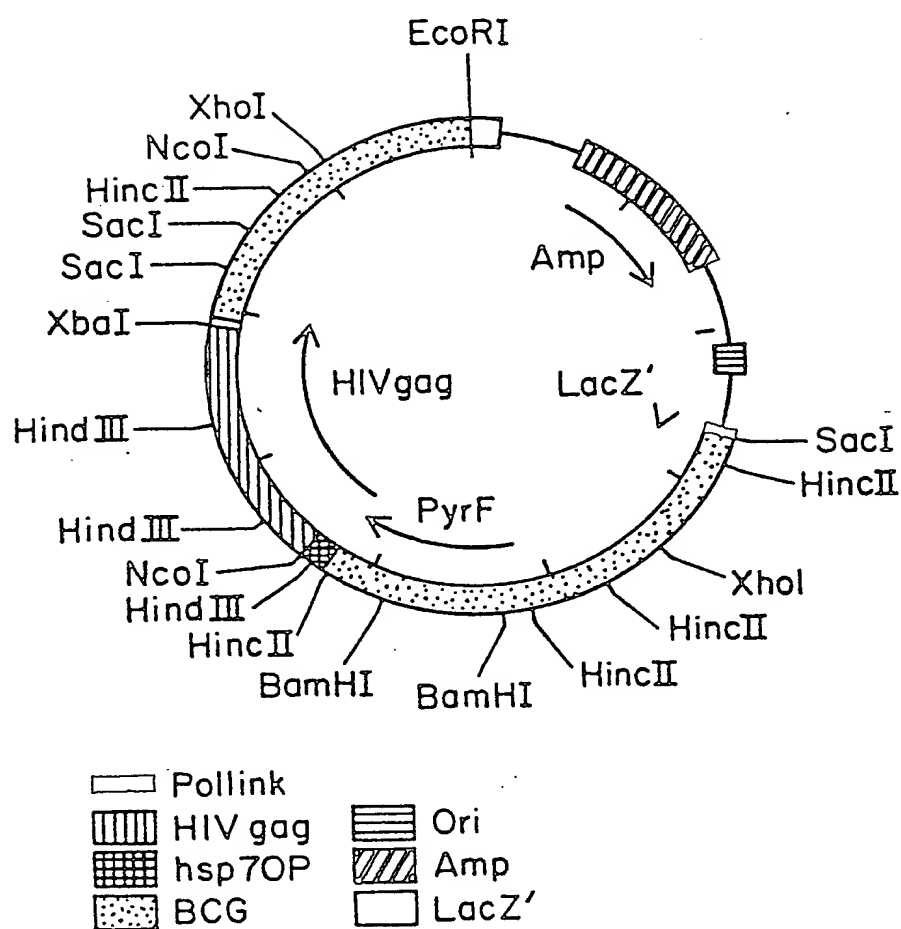 EcoRI
XhoI
NcoI
HincII
SacI
SacI
XbaI
HindIII
HindIII
NcoI
HindIII
HincII
BamHI
BamHI
HincII
HincII
XhoI
HincII
SacI
Amp
LacZ'
HIVgag
PyrF
Pollink
HIV gag
hsp70P
BCG
Ori
Amp
LacZ'